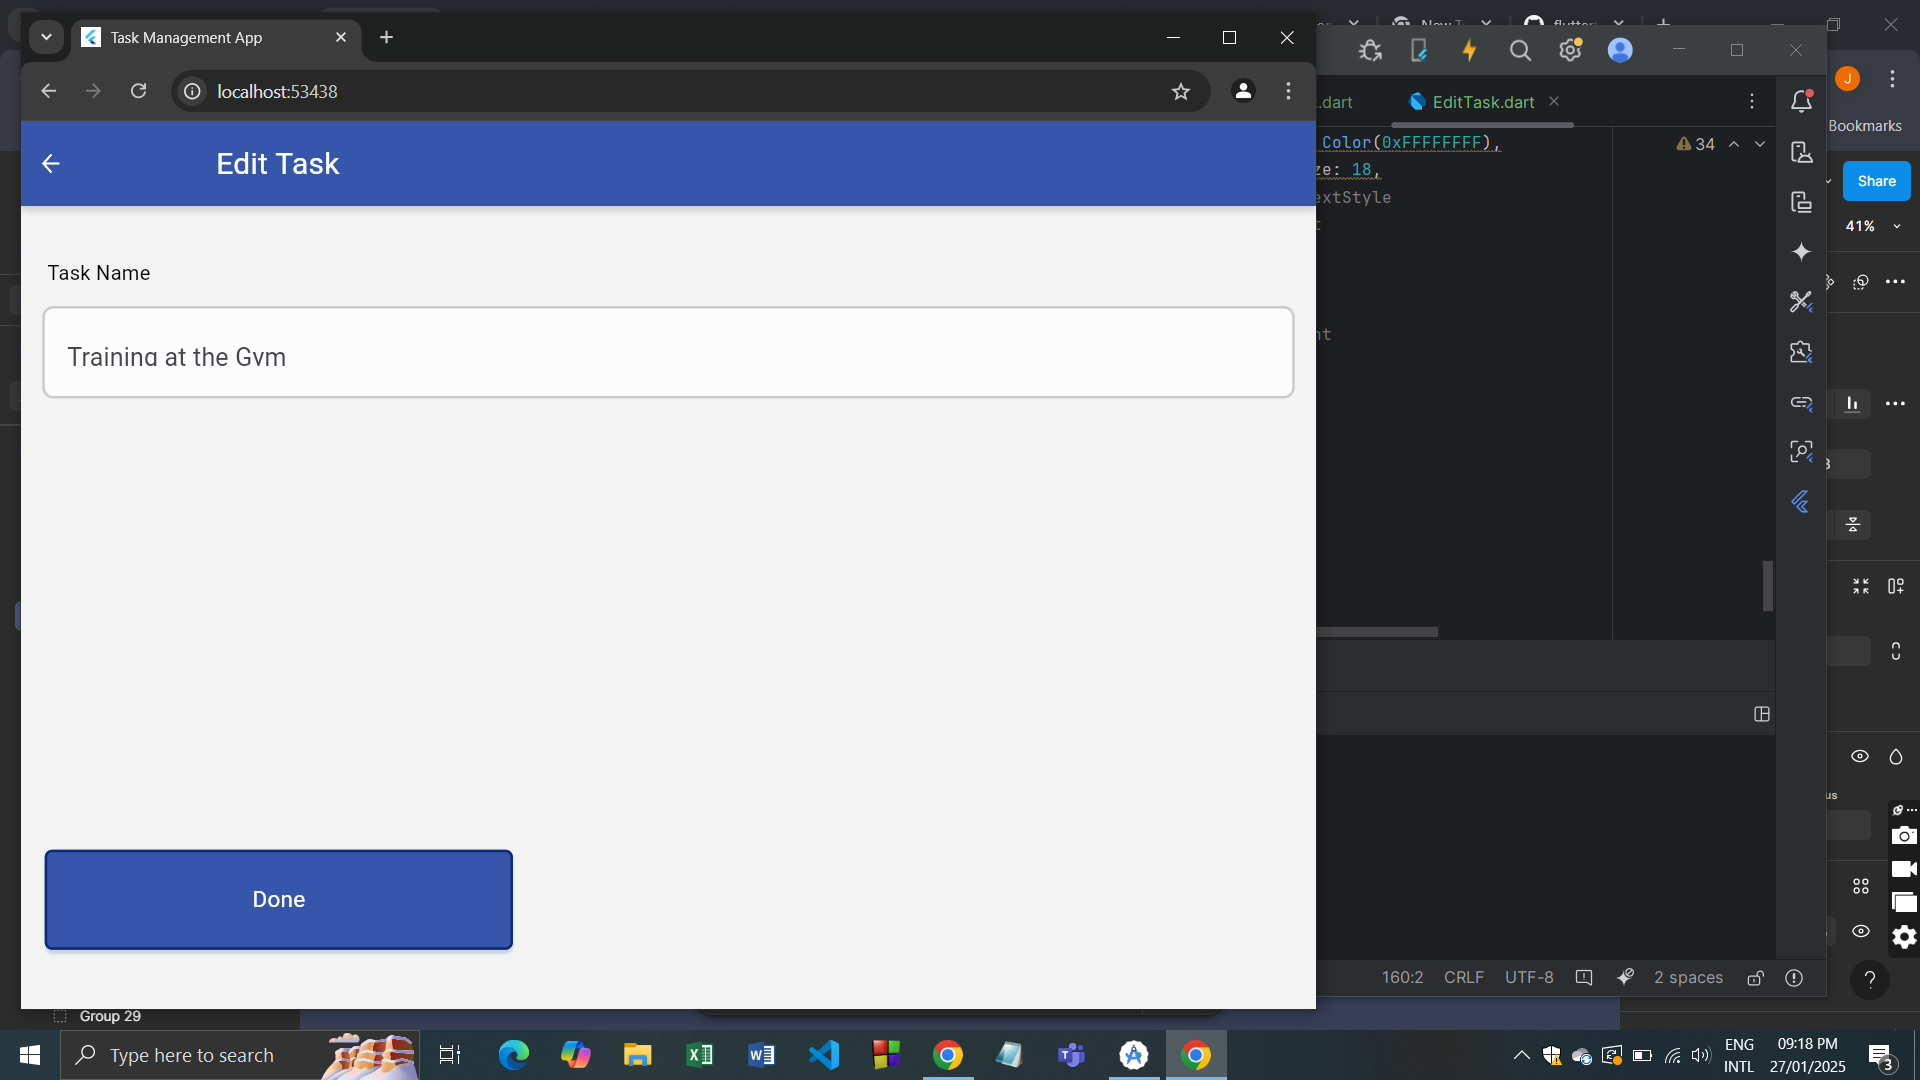 Task Management App
localhost:53438
Edit Task
Task Name
Training at the Gym
Done
.dart
EditTask.dart
Color(0xFFFFFFFF),
ze: 18,
extStyle
34
160:2
CRLF
UTF-8
2 spaces
J
Bookmarks
Share
41%
Group 29
Type here to search
ENG
INTL
09:18 PM
27/01/2025
3